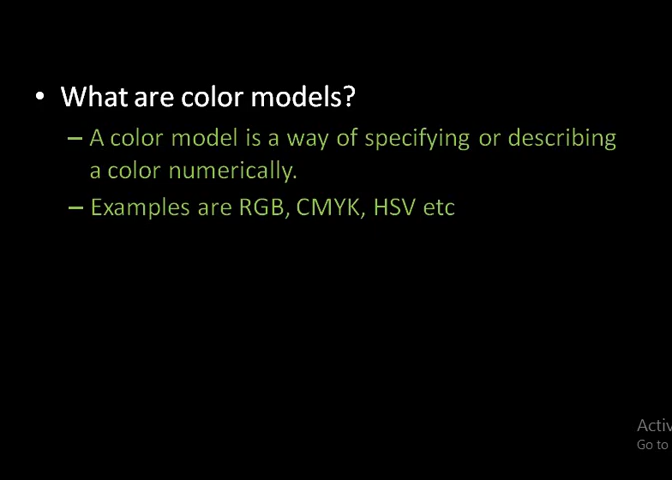 • What are color models?
– A color model is a way of specifying or describing
a color numerically.
– Examples are RGB, CMYK, HSV etc
Activ
Go to